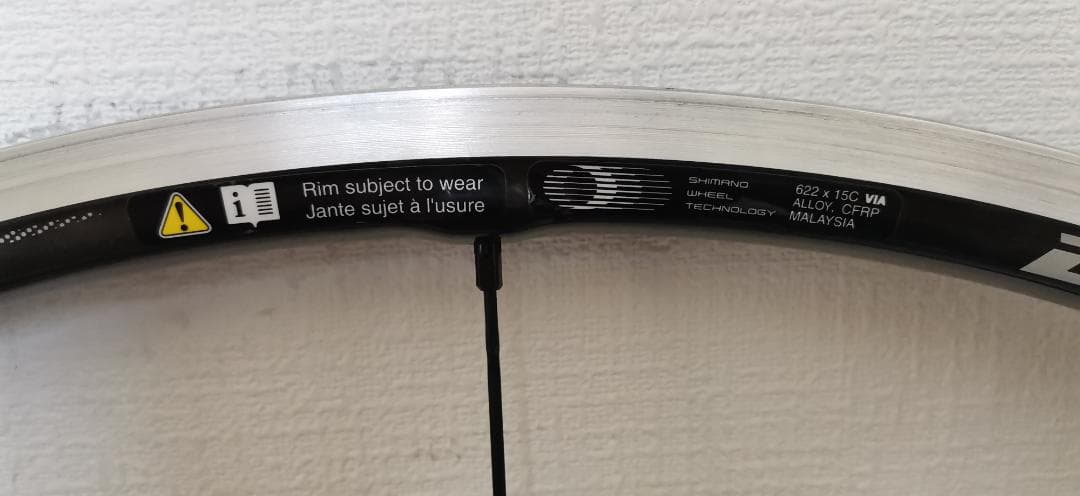 Rim subject to wear
Jante sujet à l'usure
SHIMANO
WHEEL
TECHNOLOGY
622 x 15C VIA
ALLOY, CFRP
MALAYSIA